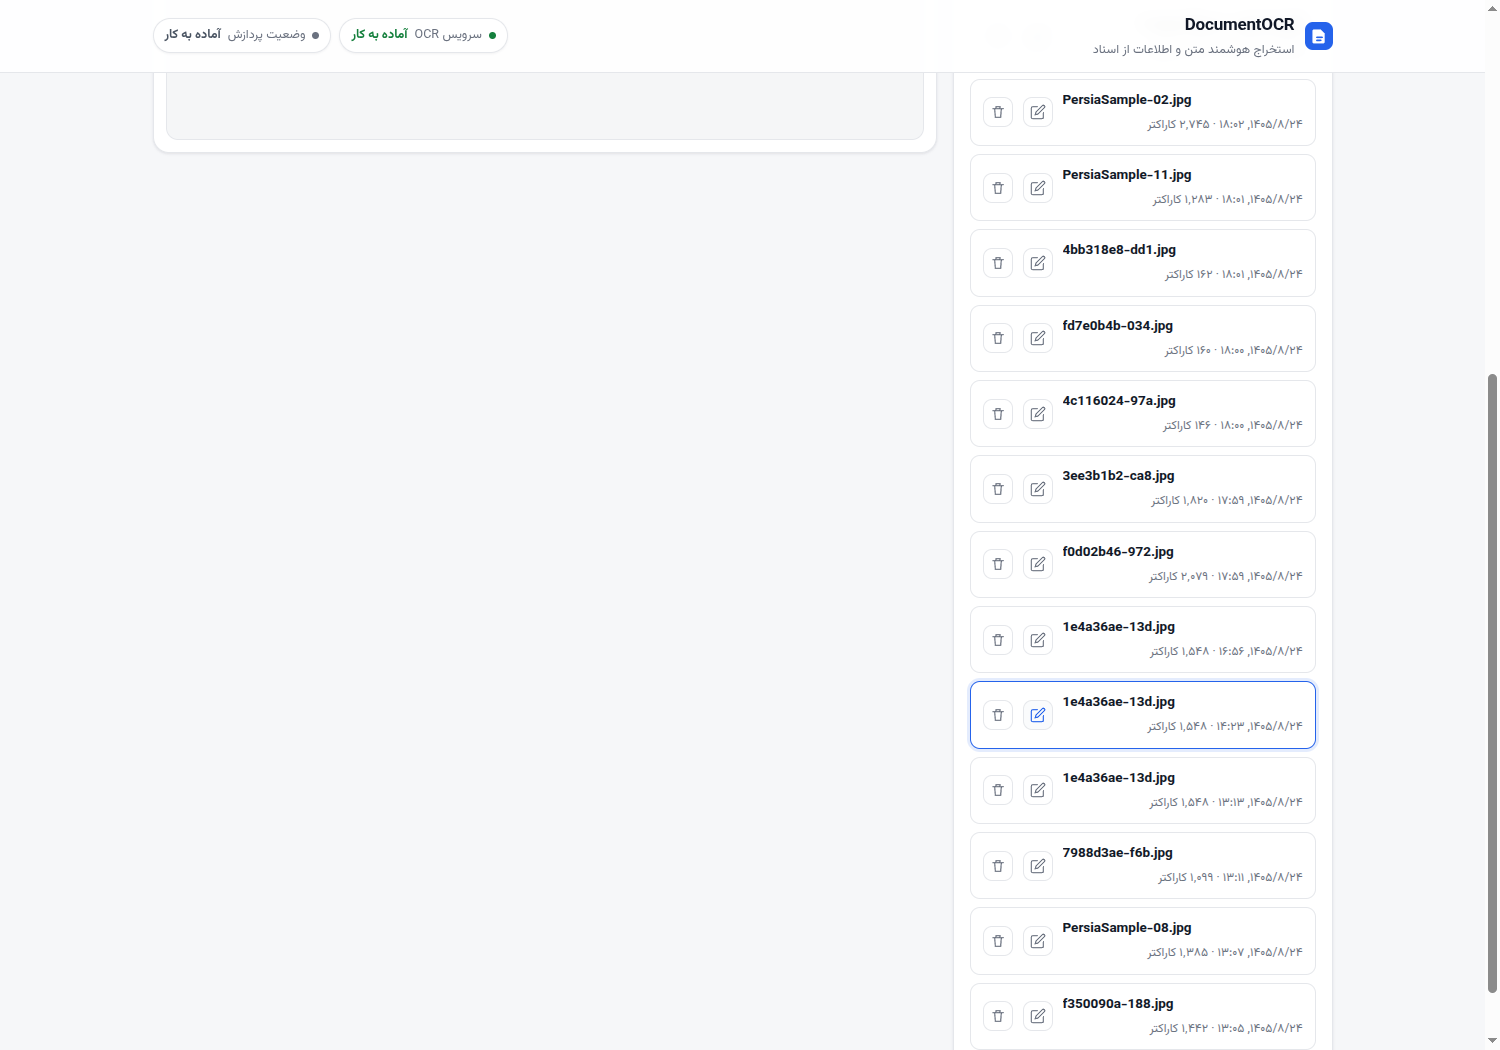 DocumentOCR
استخراج هوشمند متن و اطلاعات از اسناد
سرویس OCR آماده به کار
وضعیت پردازش آماده به کار
PersiaSample-02.jpg
۱۴۰۵/۸/۲۴, ۱۸:۰۲ · ۲,۷۴۵ کاراکتر
PersiaSample-11.jpg
۱۴۰۵/۸/۲۴, ۱۸:۰۱ · ۱,۲۸۳ کاراکتر
4bb318e8-dd1.jpg
۱۴۰۵/۸/۲۴, ۱۸:۰۱ · ۱۶۲ کاراکتر
fd7e0b4b-034.jpg
۱۴۰۵/۸/۲۴, ۱۸:۰۰ · ۱۶۰ کاراکتر
4c116024-97a.jpg
۱۴۰۵/۸/۲۴, ۱۸:۰۰ · ۱۴۶ کاراکتر
3ee3b1b2-ca8.jpg
۱۴۰۵/۸/۲۴, ۱۷:۵۹ · ۱,۸۲۰ کاراکتر
f0d02b46-972.jpg
۱۴۰۵/۸/۲۴, ۱۷:۵۹ · ۲,۰۷۹ کاراکتر
1e4a36ae-13d.jpg
۱۴۰۵/۸/۲۴, ۱۶:۵۶ · ۱,۵۴۸ کاراکتر
1e4a36ae-13d.jpg
۱۴۰۵/۸/۲۴, ۱۴:۲۳ · ۱,۵۴۸ کاراکتر
1e4a36ae-13d.jpg
۱۴۰۵/۸/۲۴, ۱۳:۱۳ · ۱,۵۴۸ کاراکتر
7988d3ae-f6b.jpg
۱۴۰۵/۸/۲۴, ۱۳:۱۱ · ۱,۰۹۹ کاراکتر
PersiaSample-08.jpg
۱۴۰۵/۸/۲۴, ۱۳:۰۷ · ۱,۳۸۵ کاراکتر
f350090a-188.jpg
۱۴۰۵/۸/۲۴, ۱۳:۰۵ · ۱,۴۴۲ کاراکتر